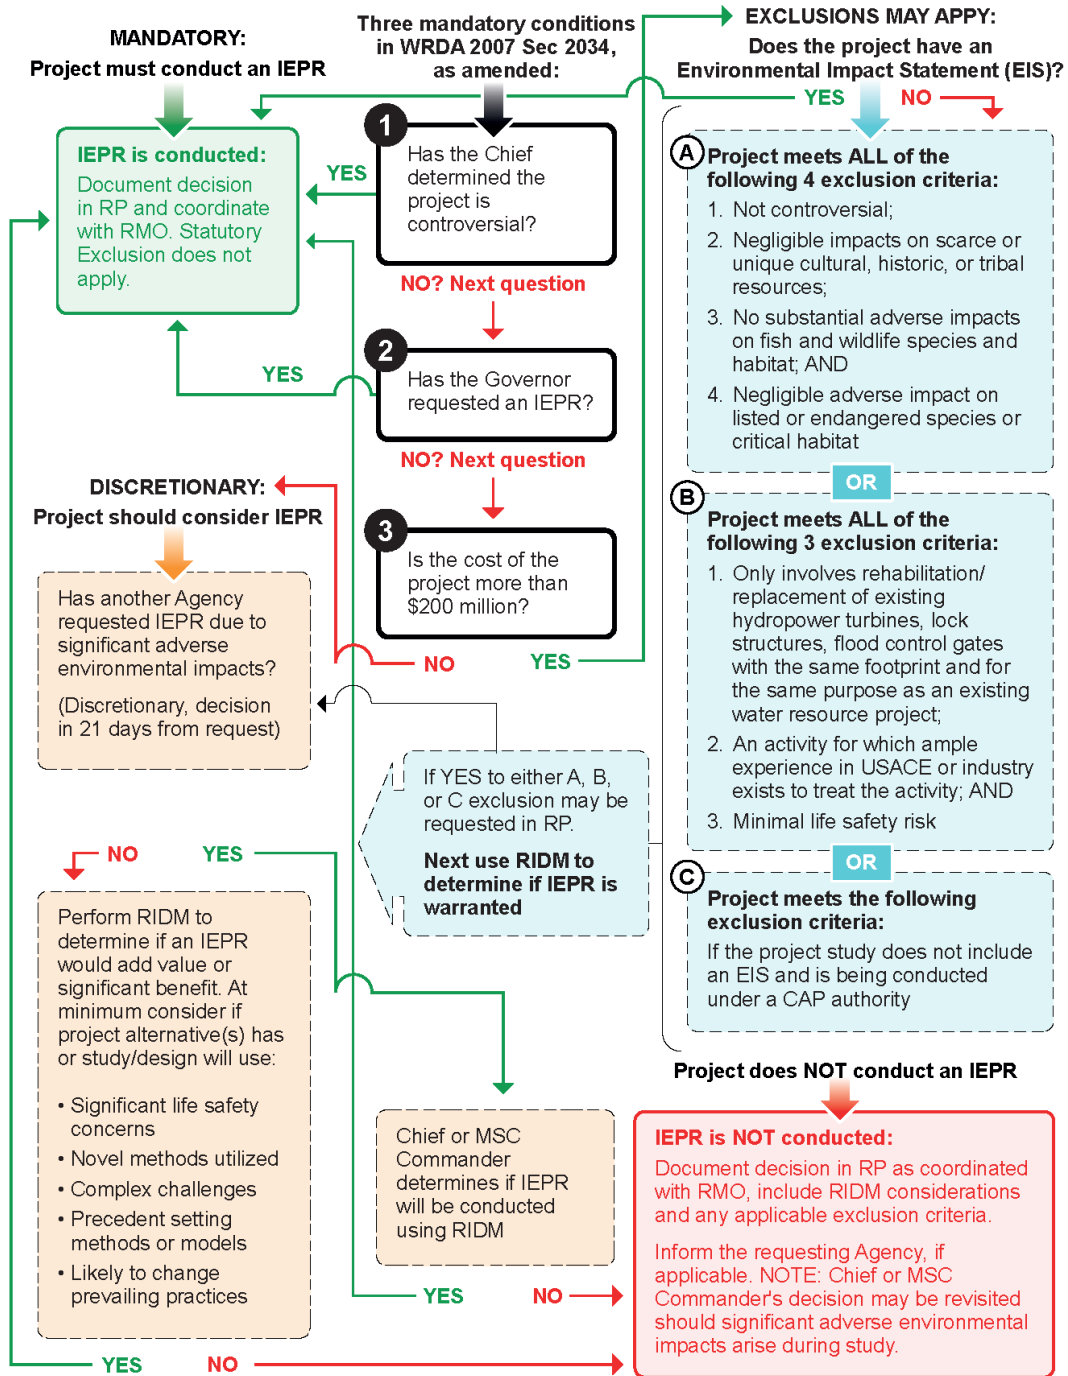 MANDATORY:
Project must conduct an IEPR
IEPR is conducted:
Document decision
in RP and coordinate
with RMO. Statutory
Exclusion does not
apply.
Three mandatory conditions
in WRDA 2007 Sec 2034,
as amended:
1
Has the Chief
determined the
project is
controversial?
YES
NO? Next question
2
Has the Governor
requested an IEPR?
YES
NO? Next question
3
Is the cost of the
project more than
$200 million?
NO
YES
EXCLUSIONS MAY APPY:
Does the project have an
Environmental Impact Statement (EIS)?
YES
NO
A
Project meets ALL of the
following 4 exclusion criteria:
1. Not controversial;
2. Negligible impacts on scarce or
unique cultural, historic, or tribal
resources;
3. No substantial adverse impacts
on fish and wildlife species and
habitat; AND
4. Negligible adverse impact on
listed or endangered species or
critical habitat
OR
B
Project meets ALL of the
following 3 exclusion criteria:
1. Only involves rehabilitation/
replacement of existing
hydropower turbines, lock
structures, flood control gates
with the same footprint and for
the same purpose as an existing
water resource project;
2. An activity for which ample
experience in USACE or industry
exists to treat the activity; AND
3. Minimal life safety risk
OR
C
Project meets the following
exclusion criteria:
If the project study does not include
an EIS and is being conducted
under a CAP authority
If YES to either A, B,
or C exclusion may be
requested in RP.
Next use RIDM to
determine if IEPR is
warranted
DISCRETIONARY:
Project should consider IEPR
Has another Agency
requested IEPR due to
significant adverse
environmental impacts?
(Discretionary, decision
in 21 days from request)
NO
YES
Perform RIDM to
determine if an IEPR
would add value or
significant benefit. At
minimum consider if
project alternative(s) has
or study/design will use:
• Significant life safety
concerns
• Novel methods utilized
• Complex challenges
• Precedent setting
methods or models
• Likely to change
prevailing practices
YES
NO
Chief or MSC
Commander
determines if IEPR
will be conducted
using RIDM
YES
NO
Project does NOT conduct an IEPR
IEPR is NOT conducted:
Document decision in RP as coordinated
with RMO, include RIDM considerations
and any applicable exclusion criteria.
Inform the requesting Agency, if
applicable. NOTE: Chief or MSC
Commander's decision may be revisited
should significant adverse environmental
impacts arise during study.